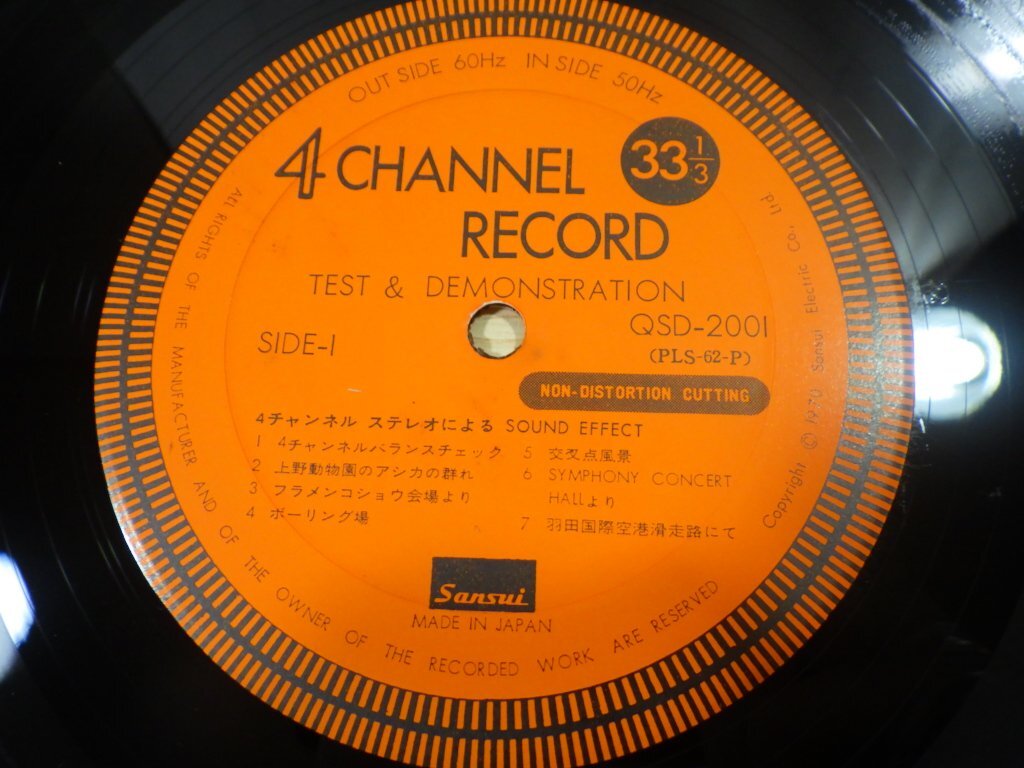 OUT SIDE 60Hz IN SIDE 50Hz
4 CHANNEL
33 1/3
RECORD
TEST & DEMONSTRATION
SIDE-1
QSD-2001
(PLS-62-P)
NON-DISTORTION CUTTING
4チャンネル ステレオによる SOUND EFFECT
1 4チャンネルバランスチェック
2 上野動物園のアシカの群れ
3 フラメンコショウ会場より
4 ボーリング場
5 交叉点風景
6 SYMPHONY CONCERT
HALLより
7 羽田国際空港滑走路にて
Sansui
MADE IN JAPAN
ALL RIGHTS OF THE MANUFACTURER AND OF THE OWNER OF THE RECORDED WORK ARE RESERVED
Copyright © 1970 Sansui Electric Co., Ltd